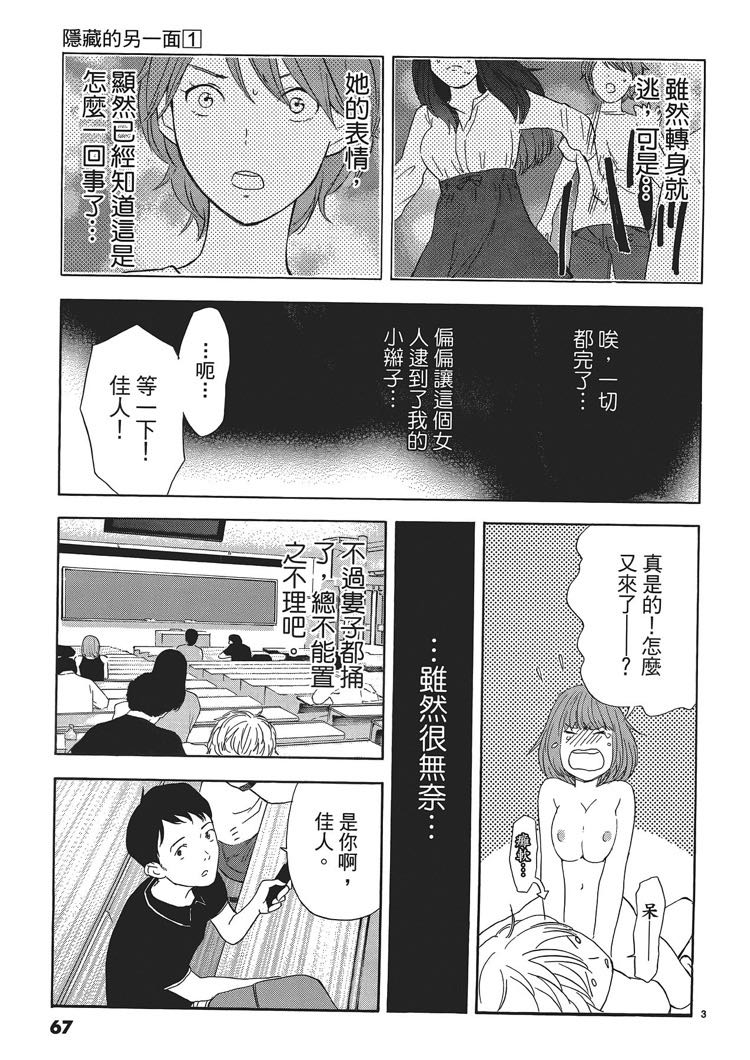 隱藏的另一面1
雖然轉身就
逃，可是…
她的表情，
顯然已經知道這是
怎麼一回事了…
唉，一切
都完了…
偏偏讓這個女
人逮到了我的
小辮子…
…呃…
等一下！
佳人！
真是的！怎麼
又來了──？
癱軟…
呆
…雖然很無奈…
不過婁子都捅
了，總不能置
之不理吧。
是你啊，
佳人。
3
67